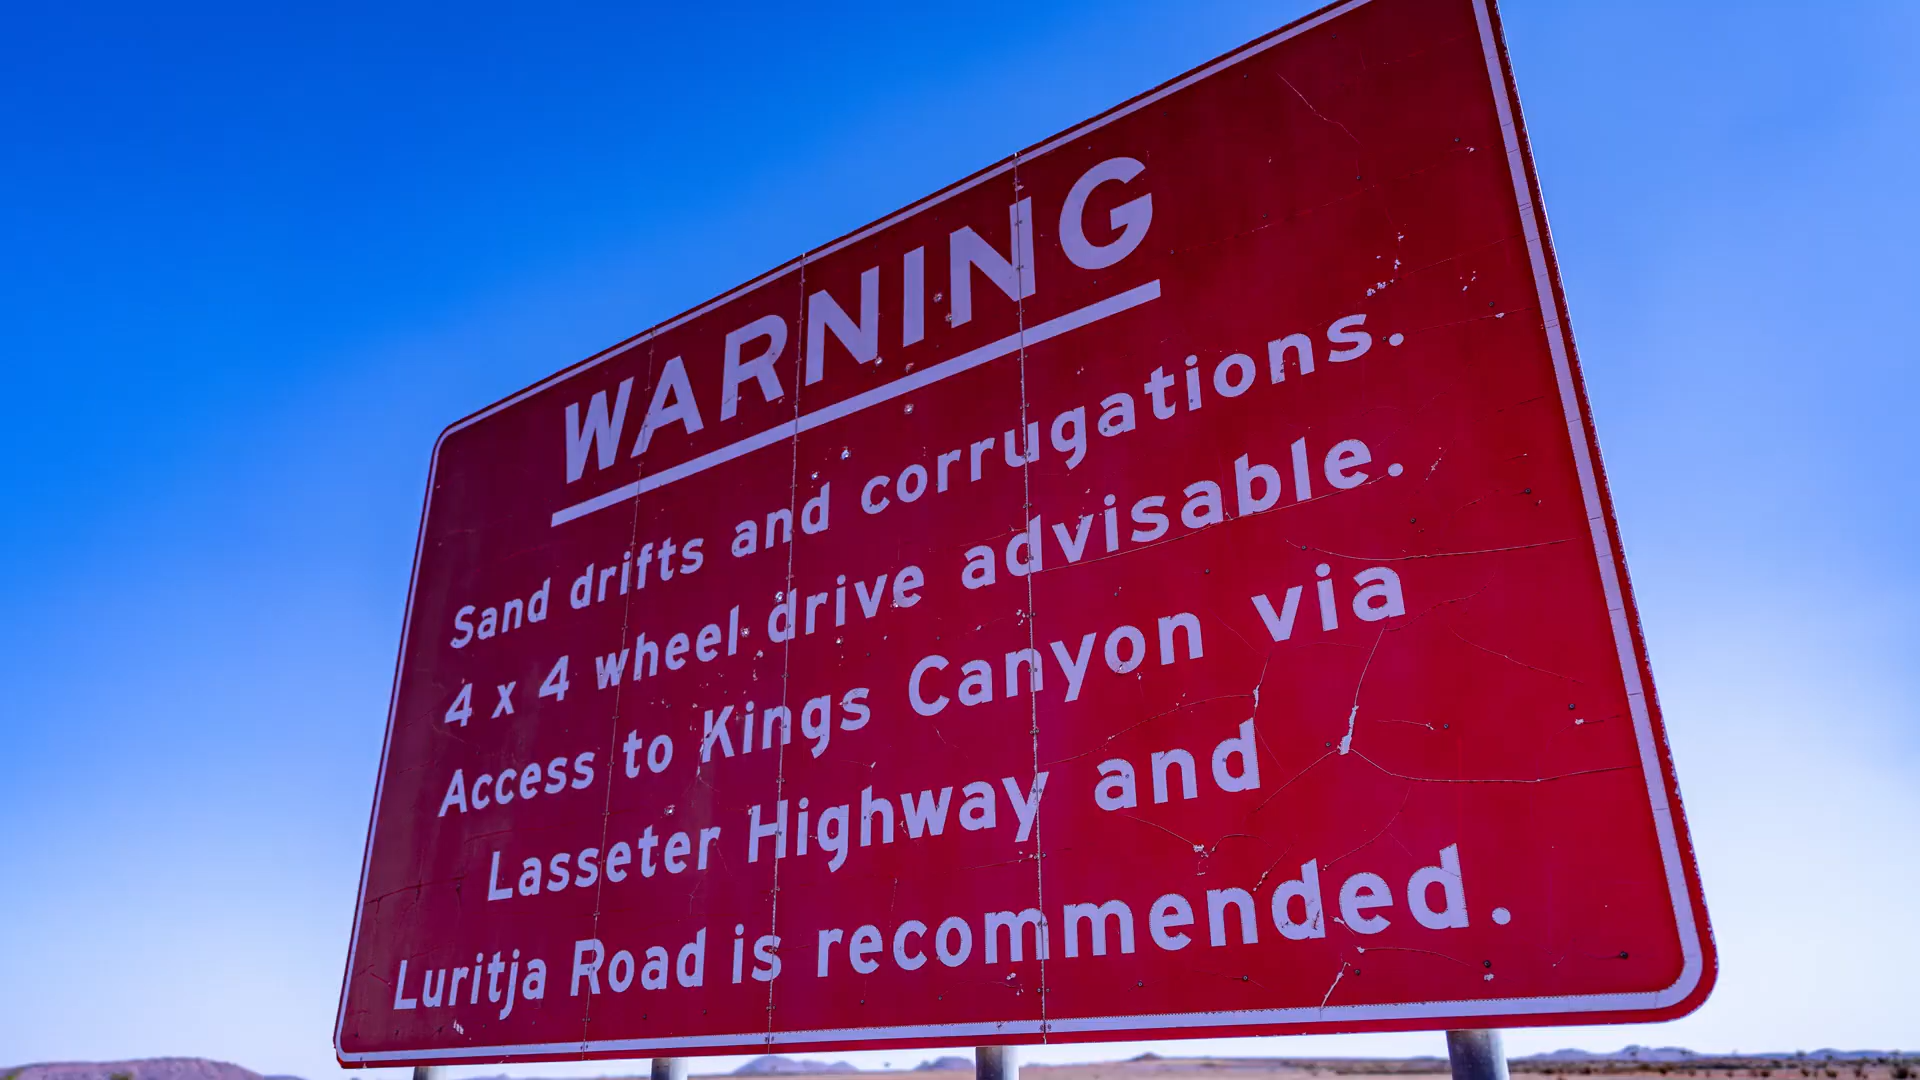 WARNING
Sand drifts and corrugations.
4 x 4 wheel drive advisable.
Access to Kings Canyon via
Lasseter Highway and
Luritja Road is recommended.